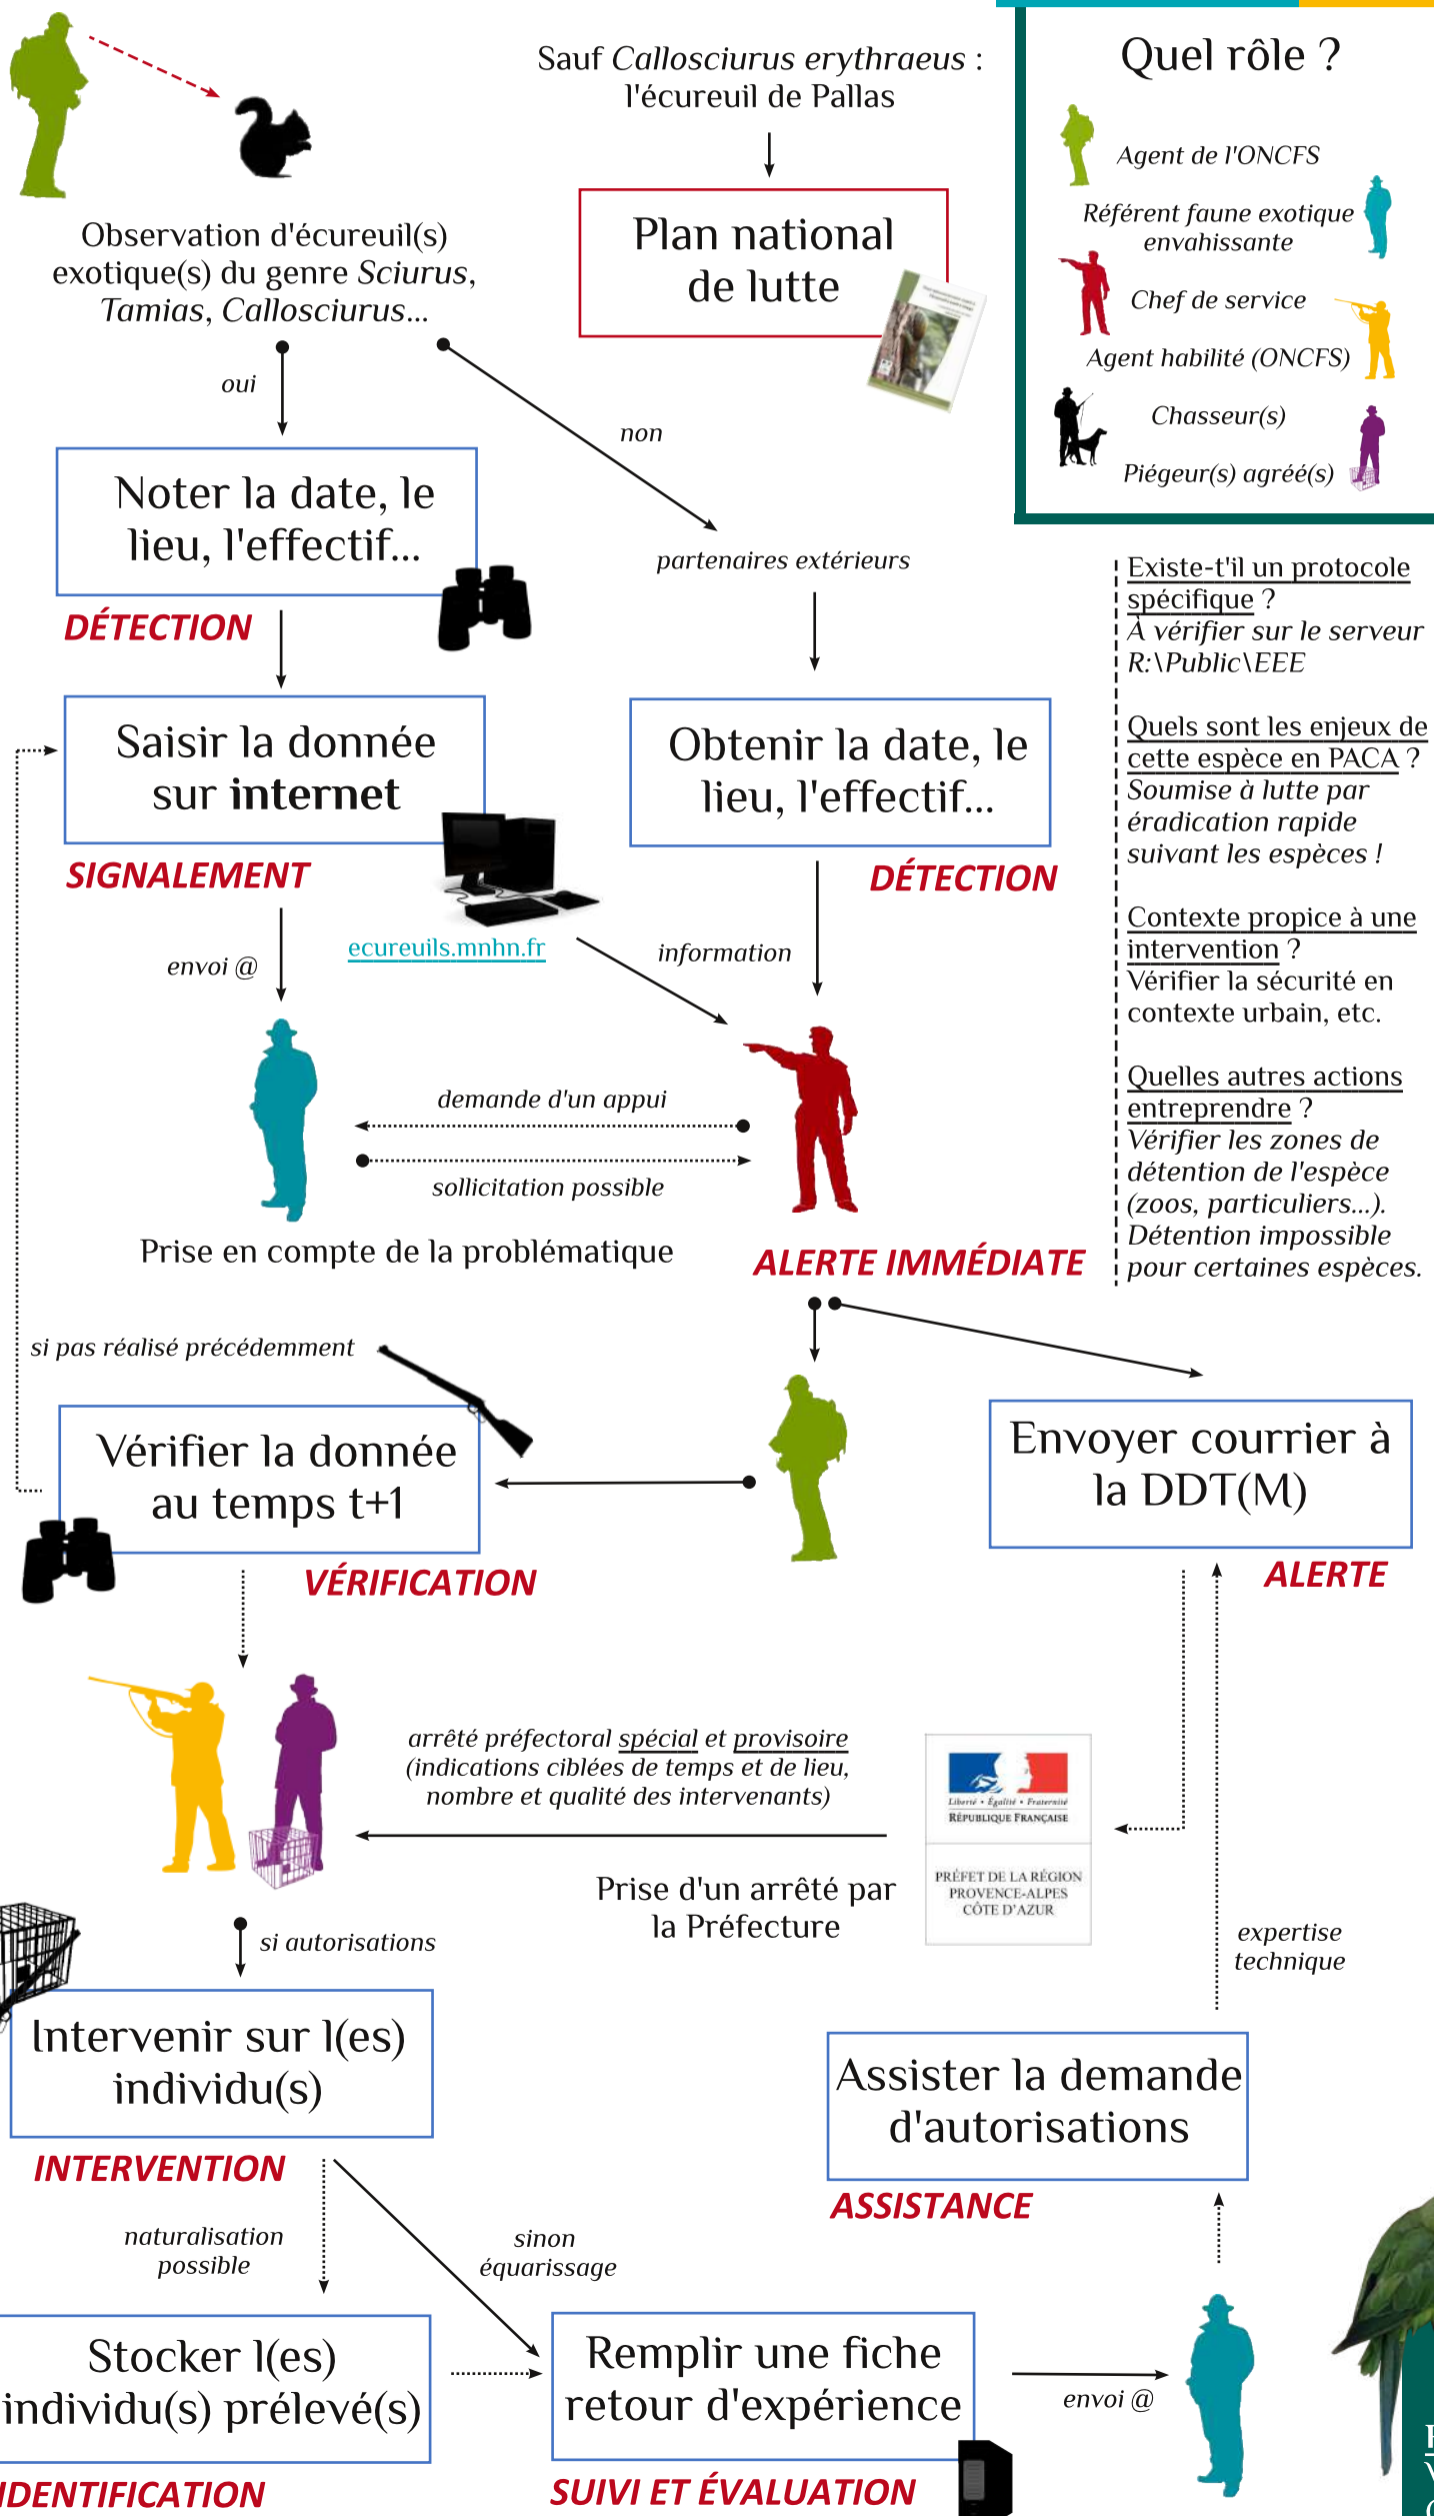 Sauf Callosciurus erythraeus :
l'écureuil de Pallas
Plan national
de lutte
Quel rôle ?
Agent de l'ONCFS
Référent faune exotique
envahissante
Chef de service
Agent habilité (ONCFS)
Chasseur(s)
Piégeur(s) agréé(s)
Observation d'écureuil(s)
exotique(s) du genre Sciurus,
Tamias, Callosciurus...
oui
non
Noter la date, le
lieu, l'effectif...
DÉTECTION
partenaires extérieurs
Saisir la donnée
sur internet
SIGNALEMENT
ecureuils.mnhn.fr
Obtenir la date, le
lieu, l'effectif...
DÉTECTION
envoi @
information
demande d'un appui
sollicitation possible
Prise en compte de la problématique
ALERTE IMMÉDIATE
Existe-t'il un protocole
spécifique ?
À vérifier sur le serveur
R:\Public\EEE
Quels sont les enjeux de
cette espèce en PACA ?
Soumise à lutte par
éradication rapide
suivant les espèces !
Contexte propice à une
intervention ?
Vérifier la sécurité en
contexte urbain, etc.
Quelles autres actions
entreprendre ?
Vérifier les zones de
détention de l'espèce
(zoos, particuliers...).
Détention impossible
pour certaines espèces.
si pas réalisé précédemment
Vérifier la donnée
au temps t+1
VÉRIFICATION
Envoyer courrier à
la DDT(M)
ALERTE
arrêté préfectoral spécial et provisoire
(indications ciblées de temps et de lieu,
nombre et qualité des intervenants)
Prise d'un arrêté par
la Préfecture
Liberté • Égalité • Fraternité
RÉPUBLIQUE FRANÇAISE
PRÉFET DE LA RÉGION
PROVENCE-ALPES
CÔTE D'AZUR
si autorisations
expertise
technique
Intervenir sur l(es)
individu(s)
INTERVENTION
Assister la demande
d'autorisations
ASSISTANCE
naturalisation
possible
sinon
équarissage
Stocker l(es)
individu(s) prélevé(s)
IDENTIFICATION
Remplir une fiche
retour d'expérience
SUIVI ET ÉVALUATION
envoi @